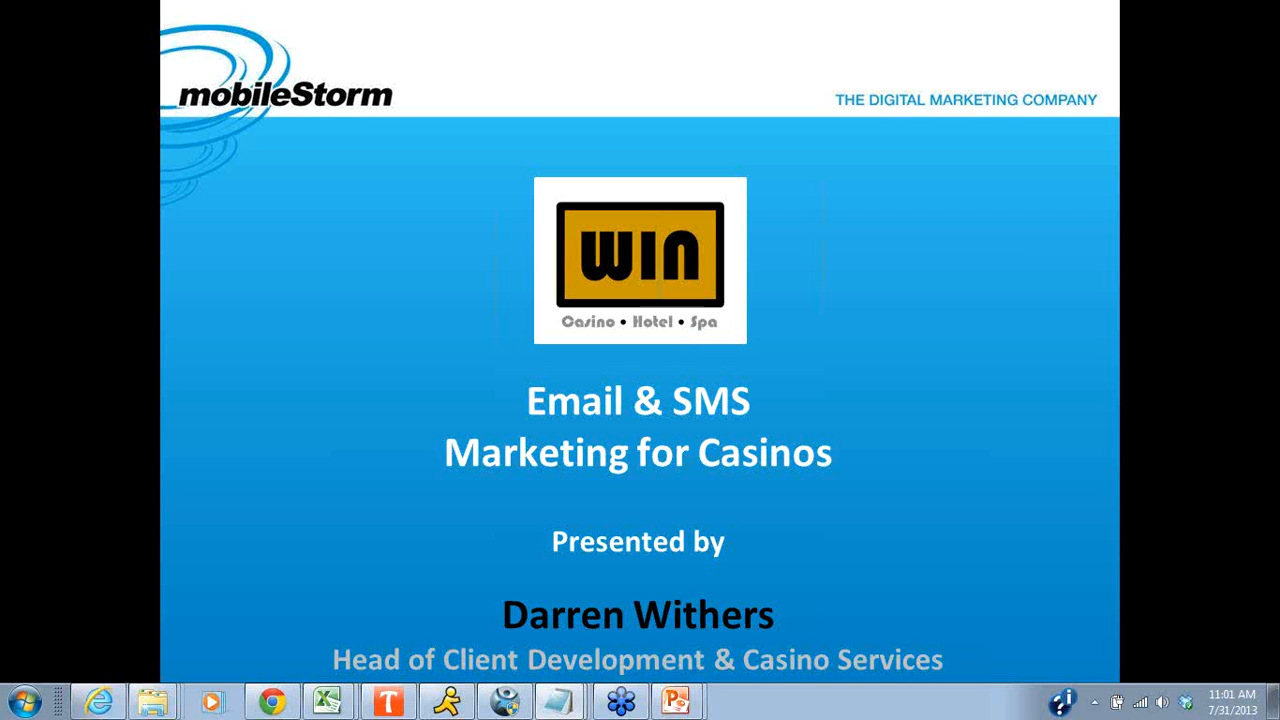 mobileStorm
THE DIGITAL MARKETING COMPANY
WIN
Casino • Hotel • Spa
Email & SMS
Marketing for Casinos
Presented by
Darren Withers
Head of Client Development & Casino Services
11:01 AM
7/31/2013